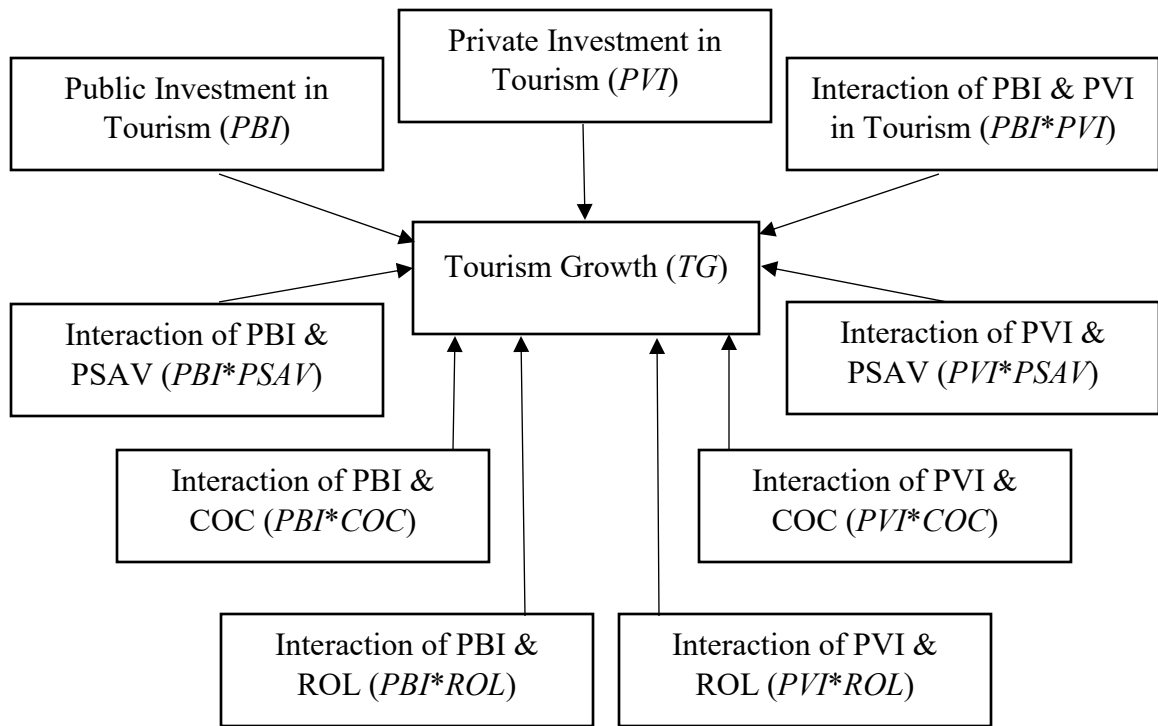 Private Investment in
Tourism (PVI)
Public Investment in
Tourism (PBI)
Interaction of PBI & PVI
in Tourism (PBI*PVI)
Tourism Growth (TG)
Interaction of PBI &
PSAV (PBI*PSAV)
Interaction of PVI &
PSAV (PVI*PSAV)
Interaction of PBI &
COC (PBI*COC)
Interaction of PVI &
COC (PVI*COC)
Interaction of PBI &
ROL (PBI*ROL)
Interaction of PVI &
ROL (PVI*ROL)